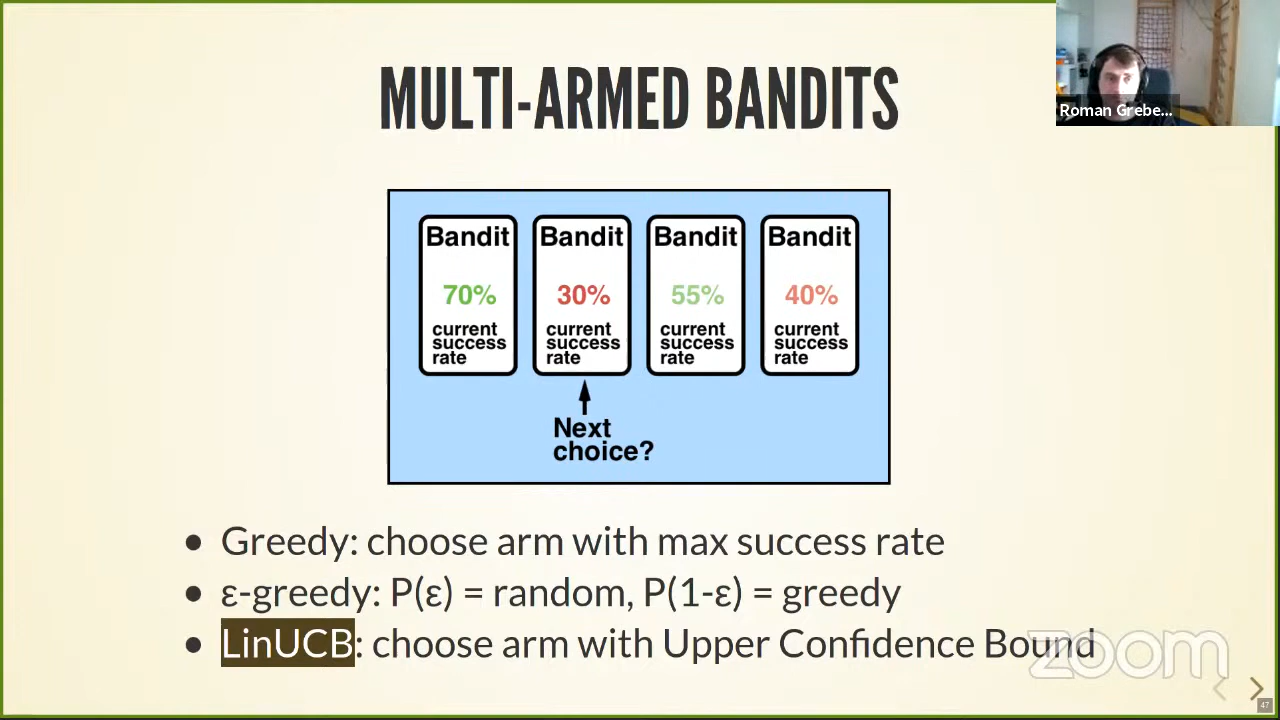 MULTI-ARMED BANDITS
Roman Grebe...
Bandit
70%
current
success
rate
Bandit
30%
current
success
rate
Bandit
55%
current
success
rate
Bandit
40%
current
success
rate
Next
choice?
• Greedy: choose arm with max success rate
• ε-greedy: P(ε) = random, P(1-ε) = greedy
• LinUCB: choose arm with Upper Confidence Bound
zoom
47